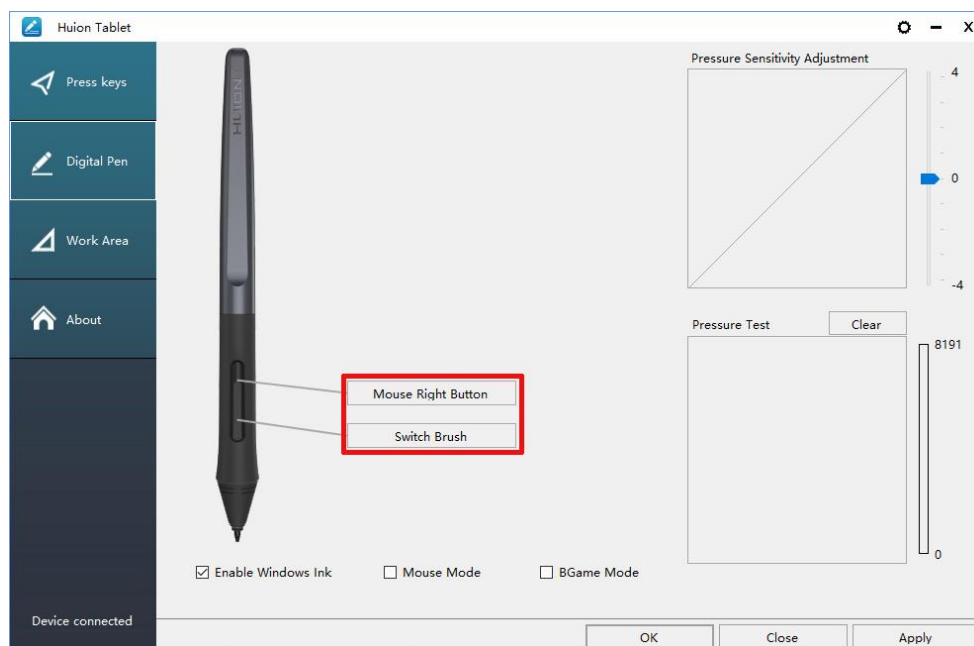 Huion Tablet
Press keys
Digital Pen
Work Area
About
Device connected
HUION
Mouse Right Button
Switch Brush
Enable Windows Ink
Mouse Mode
BGame Mode
Pressure Sensitivity Adjustment
4
0
-4
Pressure Test
Clear
8191
0
OK
Close
Apply